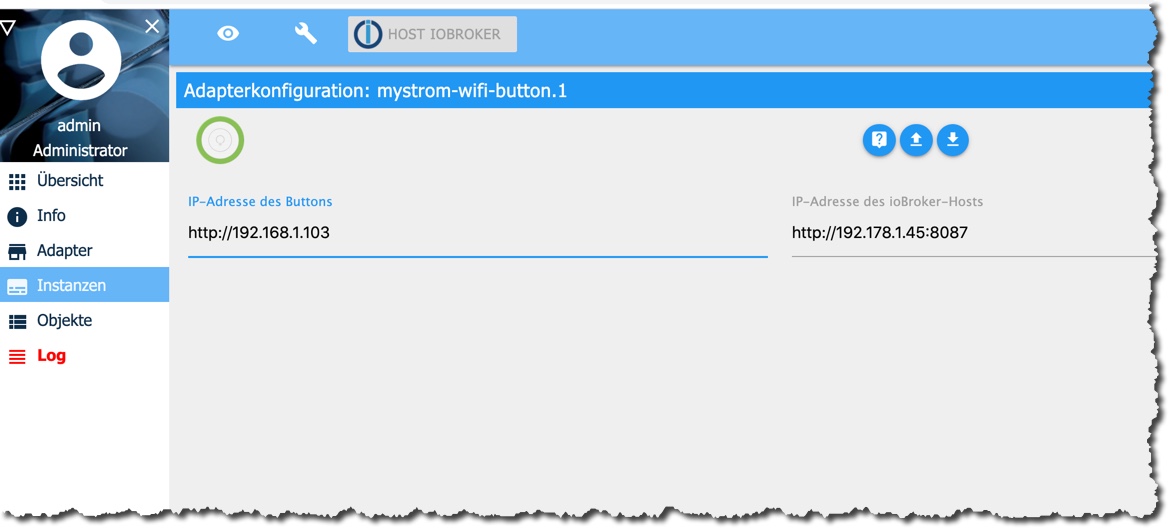 HOST IOBROKER
Adapterkonfiguration: mystrom-wifi-button.1
admin
Administrator
Übersicht
Info
Adapter
Instanzen
Objekte
Log
IP-Adresse des Buttons
http://192.168.1.103
IP-Adresse des ioBroker-Hosts
http://192.178.1.45:8087